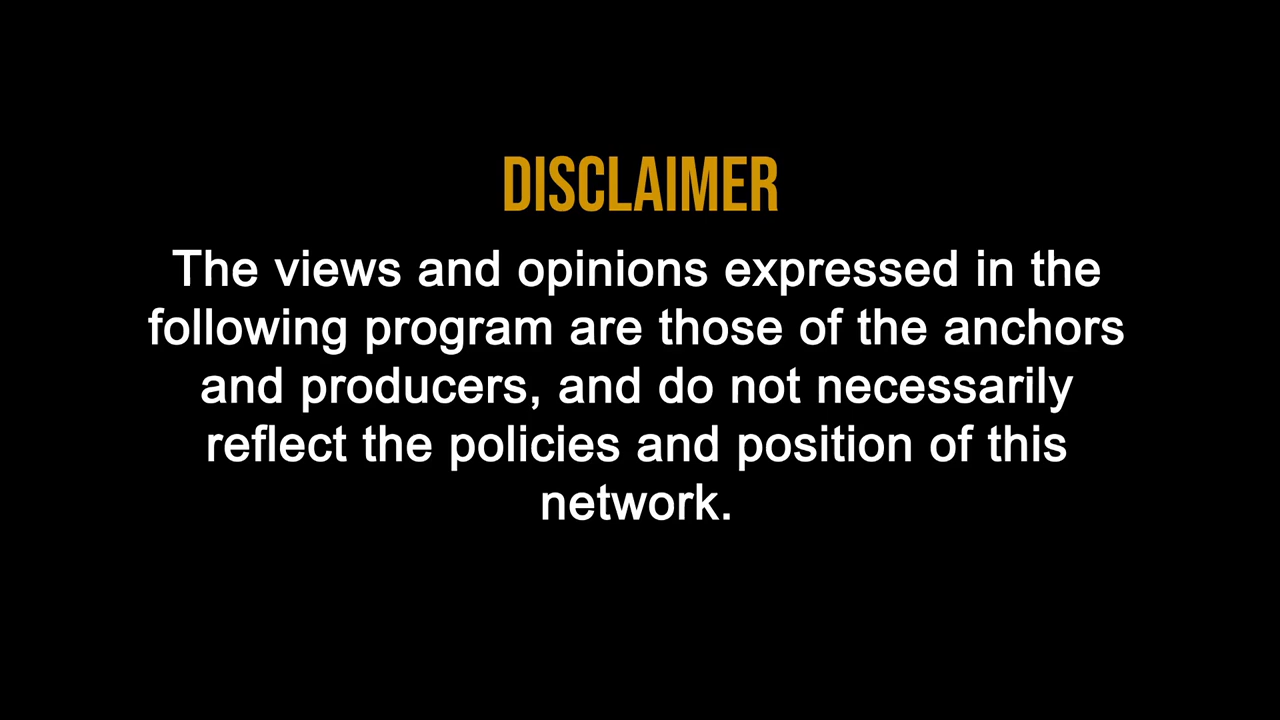 DISCLAIMER
The views and opinions expressed in the
following program are those of the anchors
and producers, and do not necessarily
reflect the policies and position of this
network.